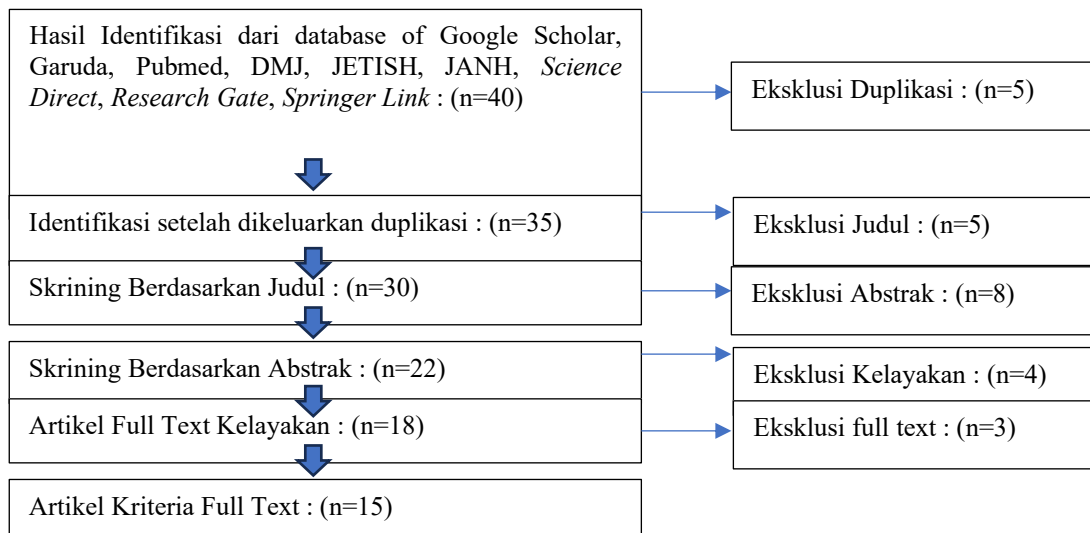 Hasil Identifikasi dari database of Google Scholar,
Garuda, Pubmed, DMJ, JETISH, JANH, Science
Direct, Research Gate, Springer Link : (n=40)
Eksklusi Duplikasi : (n=5)
Identifikasi setelah dikeluarkan duplikasi : (n=35)
Eksklusi Judul : (n=5)
Skrining Berdasarkan Judul : (n=30)
Eksklusi Abstrak : (n=8)
Skrining Berdasarkan Abstrak : (n=22)
Eksklusi Kelayakan : (n=4)
Artikel Full Text Kelayakan : (n=18)
Eksklusi full text : (n=3)
Artikel Kriteria Full Text : (n=15)